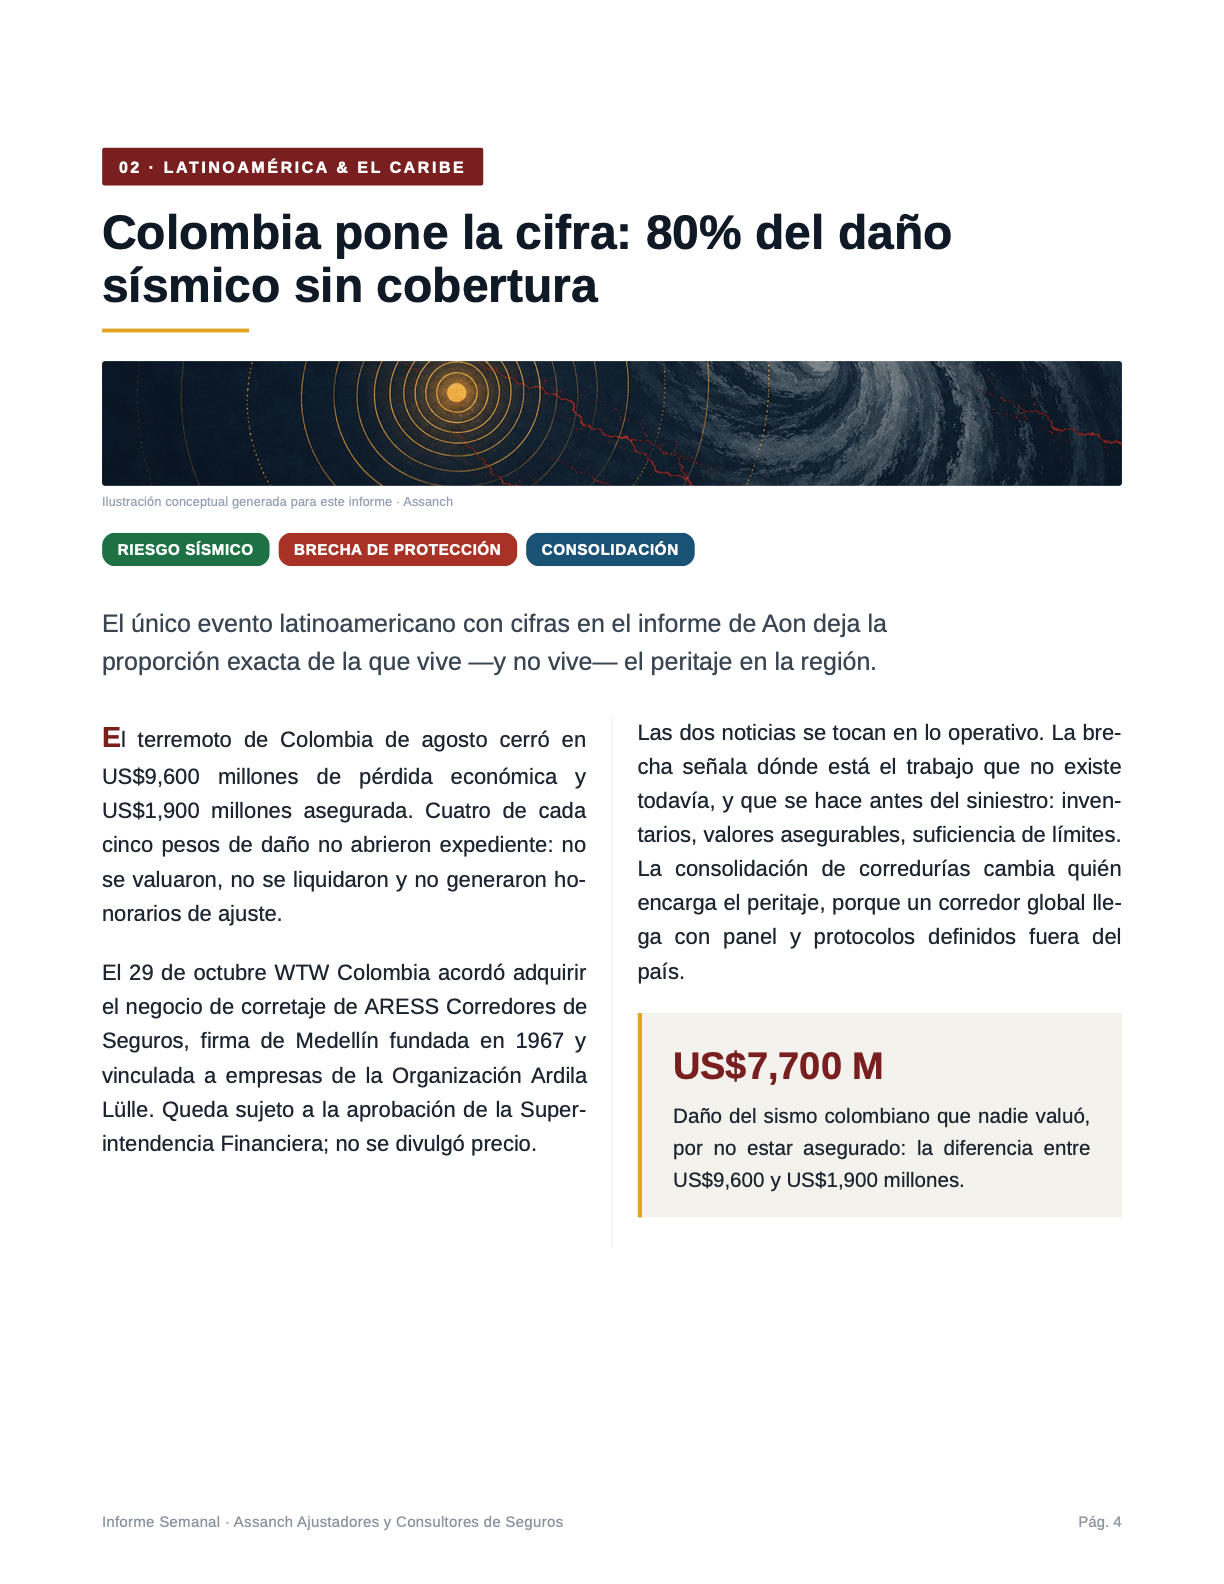 02 · LATINOAMÉRICA & EL CARIBE
Colombia pone la cifra: 80% del daño
sísmico sin cobertura
Ilustración conceptual generada para este informe · Assanch
RIESGO SÍSMICO
BRECHA DE PROTECCIÓN
CONSOLIDACIÓN
El único evento latinoamericano con cifras en el informe de Aon deja la
proporción exacta de la que vive —y no vive— el peritaje en la región.
El terremoto de Colombia de agosto cerró en
US$9,600 millones de pérdida económica y
US$1,900 millones asegurada. Cuatro de cada
cinco pesos de daño no abrieron expediente: no
se valuaron, no se liquidaron y no generaron ho-
norarios de ajuste.
El 29 de octubre WTW Colombia acordó adquirir
el negocio de corretaje de ARESS Corredores de
Seguros, firma de Medellín fundada en 1967 y
vinculada a empresas de la Organización Ardila
Lülle. Queda sujeto a la aprobación de la Super-
intendencia Financiera; no se divulgó precio.
Las dos noticias se tocan en lo operativo. La bre-
cha señala dónde está el trabajo que no existe
todavía, y que se hace antes del siniestro: inven-
tarios, valores asegurables, suficiencia de límites.
La consolidación de corredurías cambia quién
encarga el peritaje, porque un corredor global lle-
ga con panel y protocolos definidos fuera del
país.
US$7,700 M
Daño del sismo colombiano que nadie valuó,
por no estar asegurado: la diferencia entre
US$9,600 y US$1,900 millones.
Informe Semanal · Assanch Ajustadores y Consultores de Seguros
Pág. 4